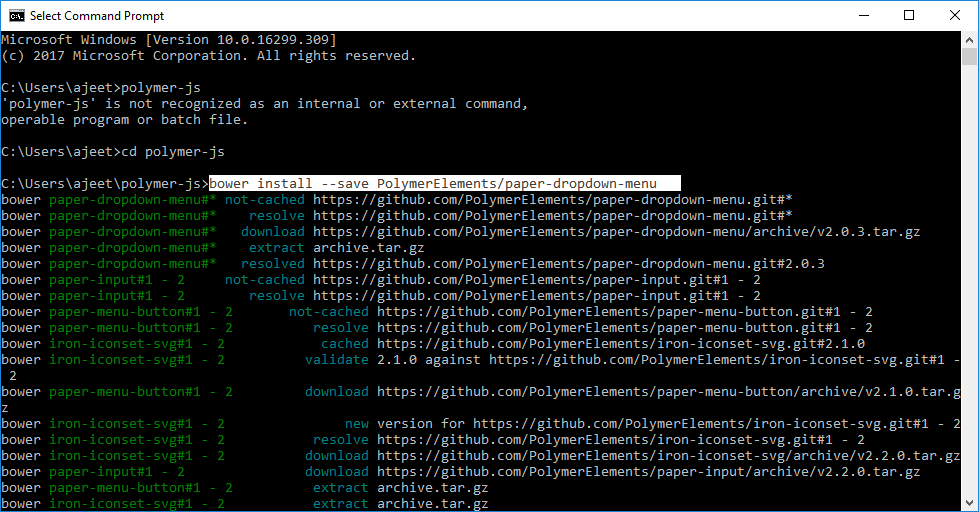 Select Command Prompt
Microsoft Windows [Version 10.0.16299.309]
(c) 2017 Microsoft Corporation. All rights reserved.
C:\Users\ajeet>polymer-js
'polymer-js' is not recognized as an internal or external command,
operable program or batch file.
C:\Users\ajeet>cd polymer-js
C:\Users\ajeet\polymer-js>bower install --save PolymerElements/paper-dropdown-menu
bower paper-dropdown-menu#* not-cached https://github.com/PolymerElements/paper-dropdown-menu.git#*
bower paper-dropdown-menu#* resolve https://github.com/PolymerElements/paper-dropdown-menu.git#*
bower paper-dropdown-menu#* download https://github.com/PolymerElements/paper-dropdown-menu/archive/v2.0.3.tar.gz
bower paper-dropdown-menu#* extract archive.tar.gz
bower paper-dropdown-menu#* resolved https://github.com/PolymerElements/paper-dropdown-menu.git#2.0.3
bower paper-input#1 - 2 not-cached https://github.com/PolymerElements/paper-input.git#1 - 2
bower paper-input#1 - 2 resolve https://github.com/PolymerElements/paper-input.git#1 - 2
bower paper-menu-button#1 - 2 not-cached https://github.com/PolymerElements/paper-menu-button.git#1 - 2
bower paper-menu-button#1 - 2 resolve https://github.com/PolymerElements/paper-menu-button.git#1 - 2
bower iron-iconset-svg#1 - 2 cached https://github.com/PolymerElements/iron-iconset-svg.git#2.1.0
bower iron-iconset-svg#1 - 2 validate 2.1.0 against https://github.com/PolymerElements/iron-iconset-svg.git#1 -
2
bower paper-menu-button#1 - 2 download https://github.com/PolymerElements/paper-menu-button/archive/v2.1.0.tar.g
z
bower iron-iconset-svg#1 - 2 new version for https://github.com/PolymerElements/iron-iconset-svg.git#1 - 2
bower iron-iconset-svg#1 - 2 resolve https://github.com/PolymerElements/iron-iconset-svg.git#1 - 2
bower iron-iconset-svg#1 - 2 download https://github.com/PolymerElements/iron-iconset-svg/archive/v2.2.0.tar.gz
bower paper-input#1 - 2 download https://github.com/PolymerElements/paper-input/archive/v2.2.0.tar.gz
bower paper-menu-button#1 - 2 extract archive.tar.gz
bower iron-iconset-svg#1 - 2 extract archive.tar.gz